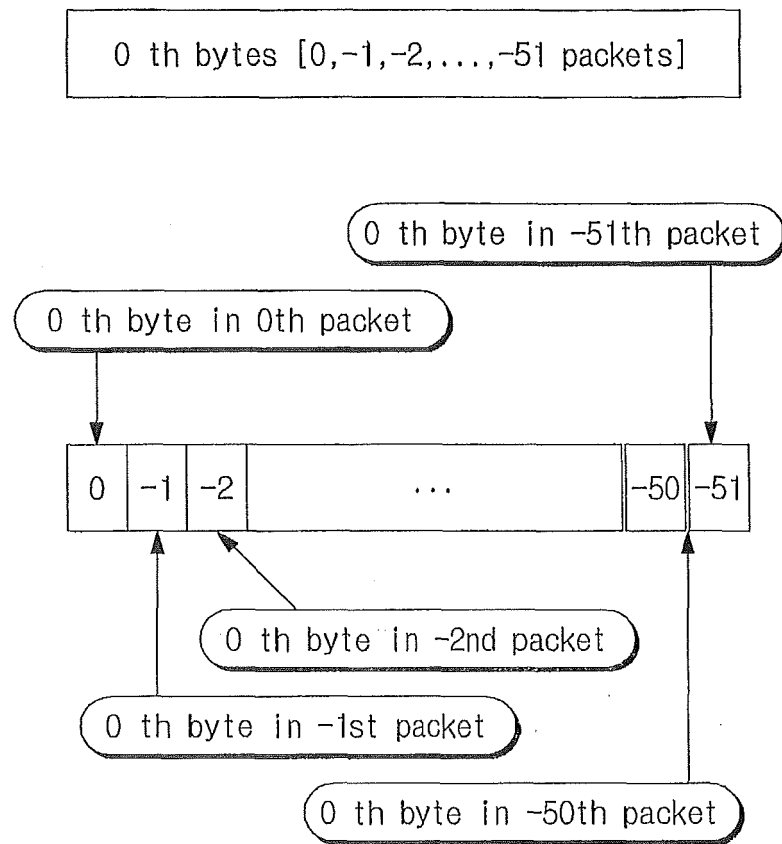 0 th bytes [0,-1,-2,...,-51 packets]
0 th byte in -51th packet
0 th byte in 0th packet
0 -1 -2 ... -50 -51
0 th byte in -2nd packet
0 th byte in -1st packet
0 th byte in -50th packet